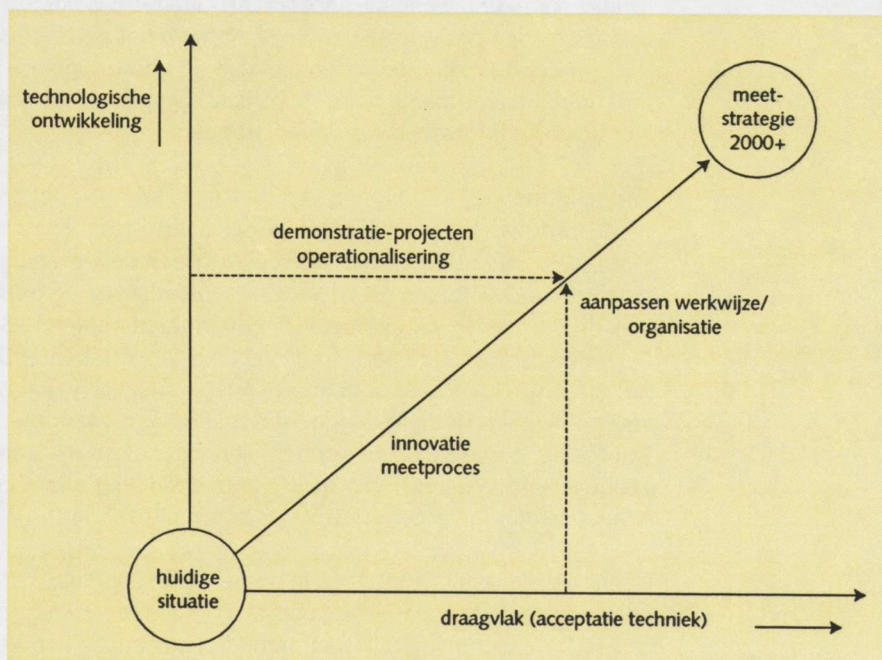 technologische
ontwikkeling
meet-
strategie
2000+
demonstratie-projecten
operationalisering
aanpassen werkwijze/
organisatie
innovatie
meetproces
huidige
situatie
draagvlak (acceptatie techniek)